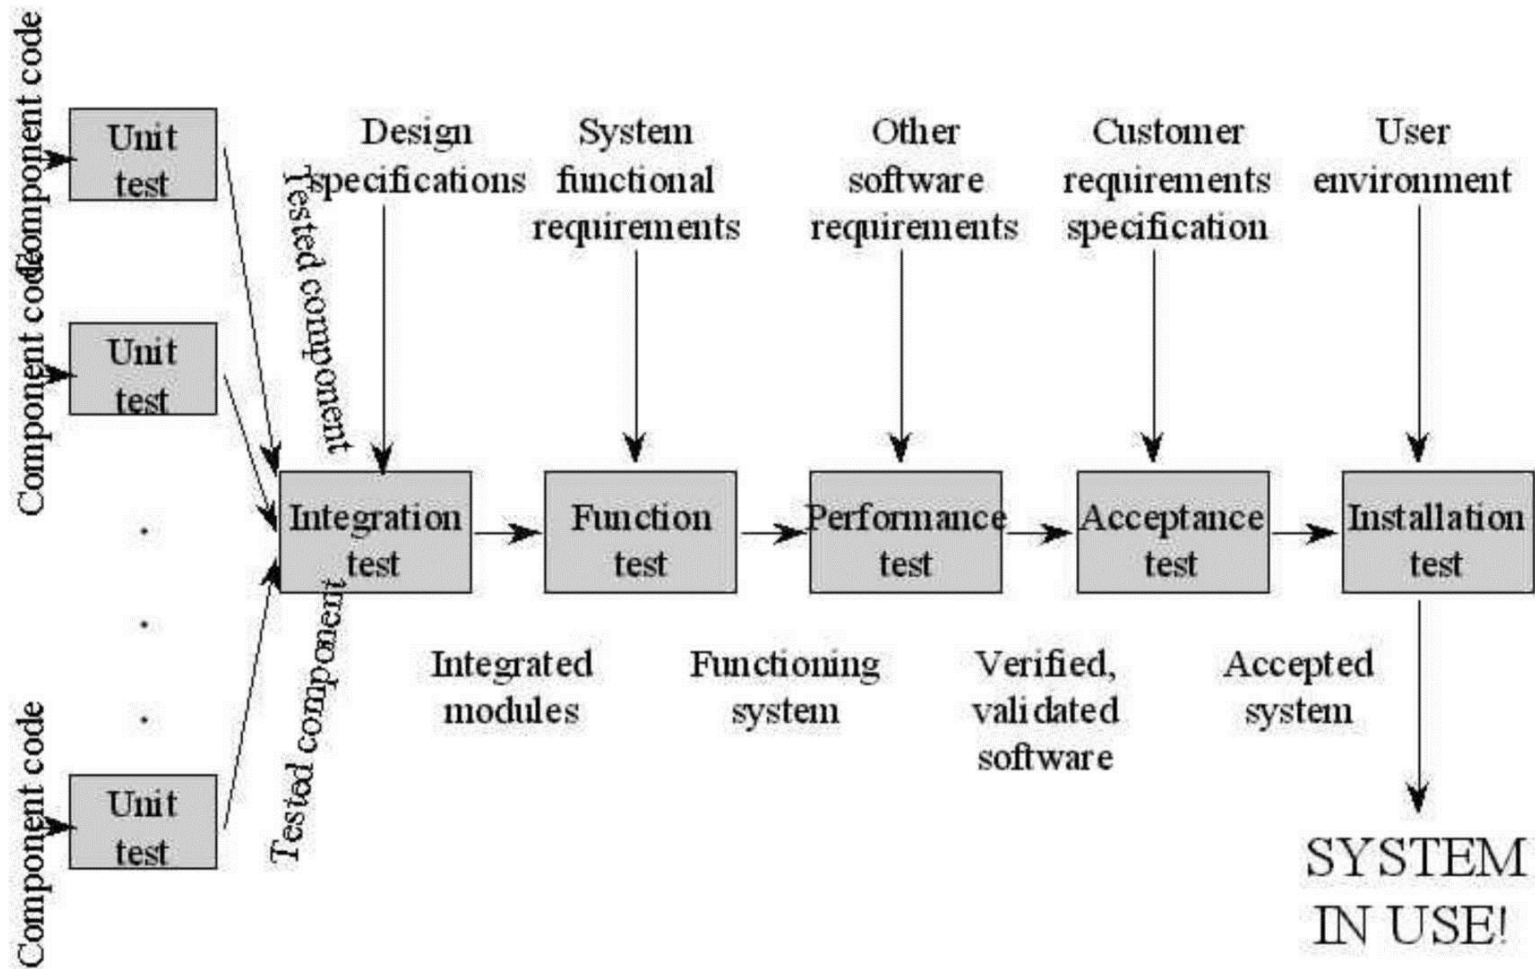 Component code
Component code
Component code
Unit
test
Unit
test
Unit
test
Tested component
Tested component
Design
specifications
System
functional
requirements
Other
software
requirements
Customer
requirements
specification
User
environment
Integration
test
Function
test
Performance
test
Acceptance
test
Installation
test
Integrated
modules
Functioning
system
Verified,
validated
software
Accepted
system
SYSTEM
IN USE!